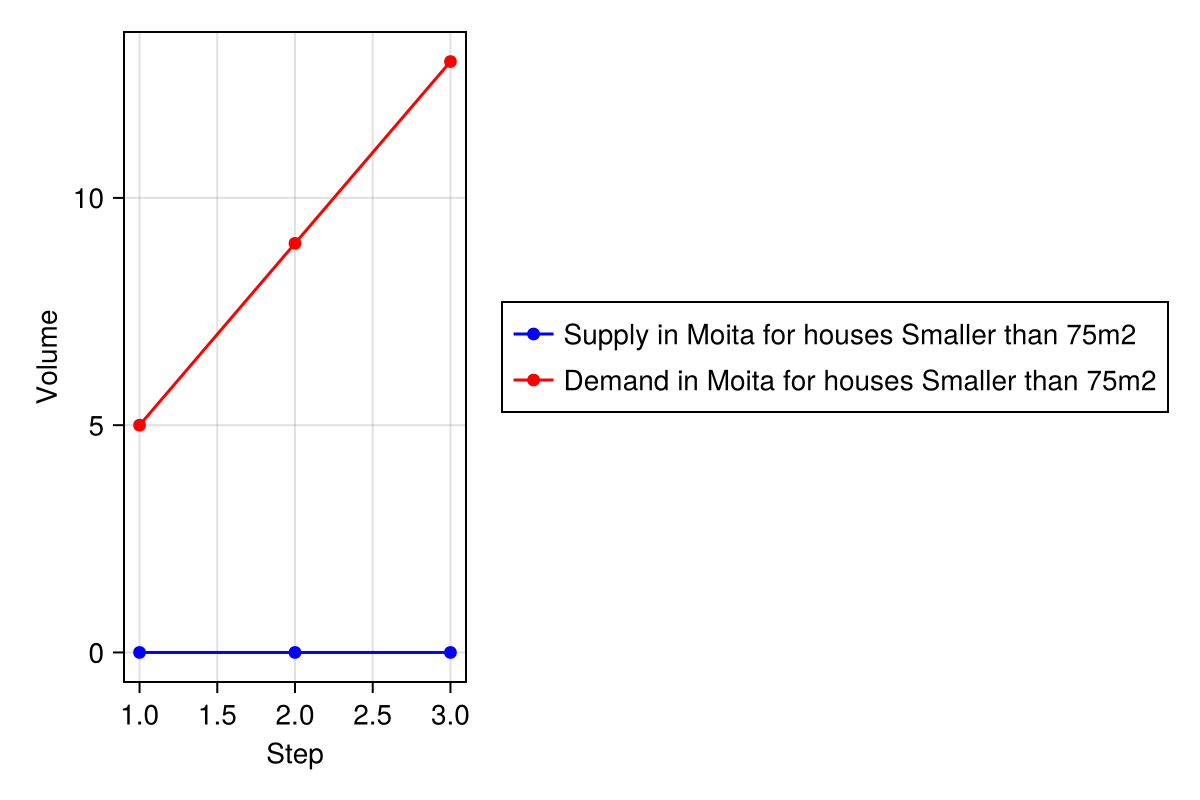 Volume
10
5
0
1.0 1.5 2.0 2.5 3.0
Step
Supply in Moita for houses Smaller than 75m2
Demand in Moita for houses Smaller than 75m2